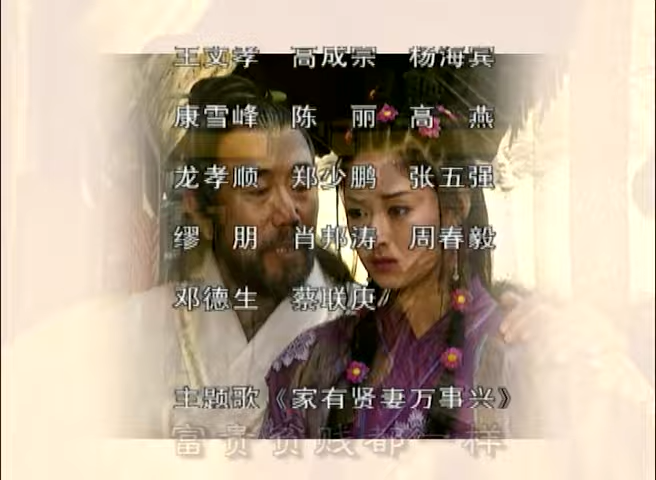 王文孝 高成宗 杨海宾
康雪峰 陈 丽 高 燕
龙孝顺 郑少鹏 张五强
缪 朋 肖邦涛 周春毅
邓德生 蔡联庚
主题歌《家有贤妻万事兴》
富贵贫贱都一样